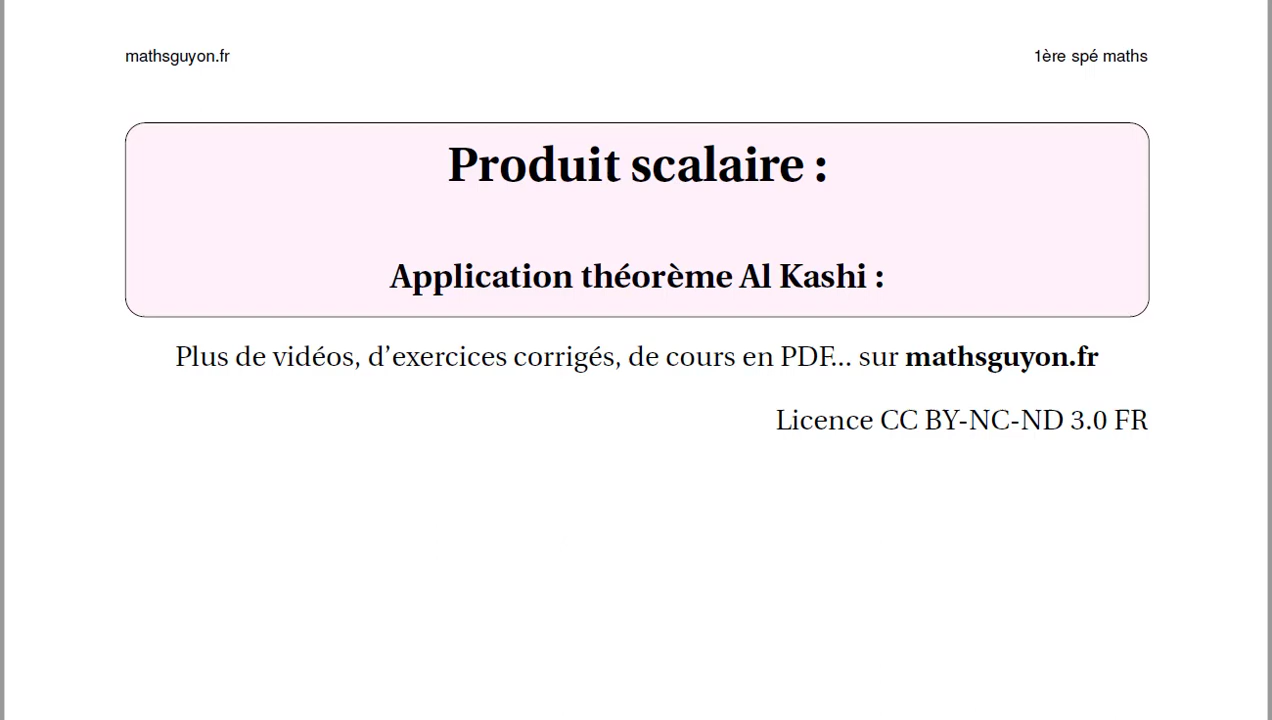 mathsguyon.fr
1ère spé maths
Produit scalaire :
Application théorème Al Kashi :
Plus de vidéos, d’exercices corrigés, de cours en PDF... sur mathsguyon.fr
Licence CC BY-NC-ND 3.0 FR